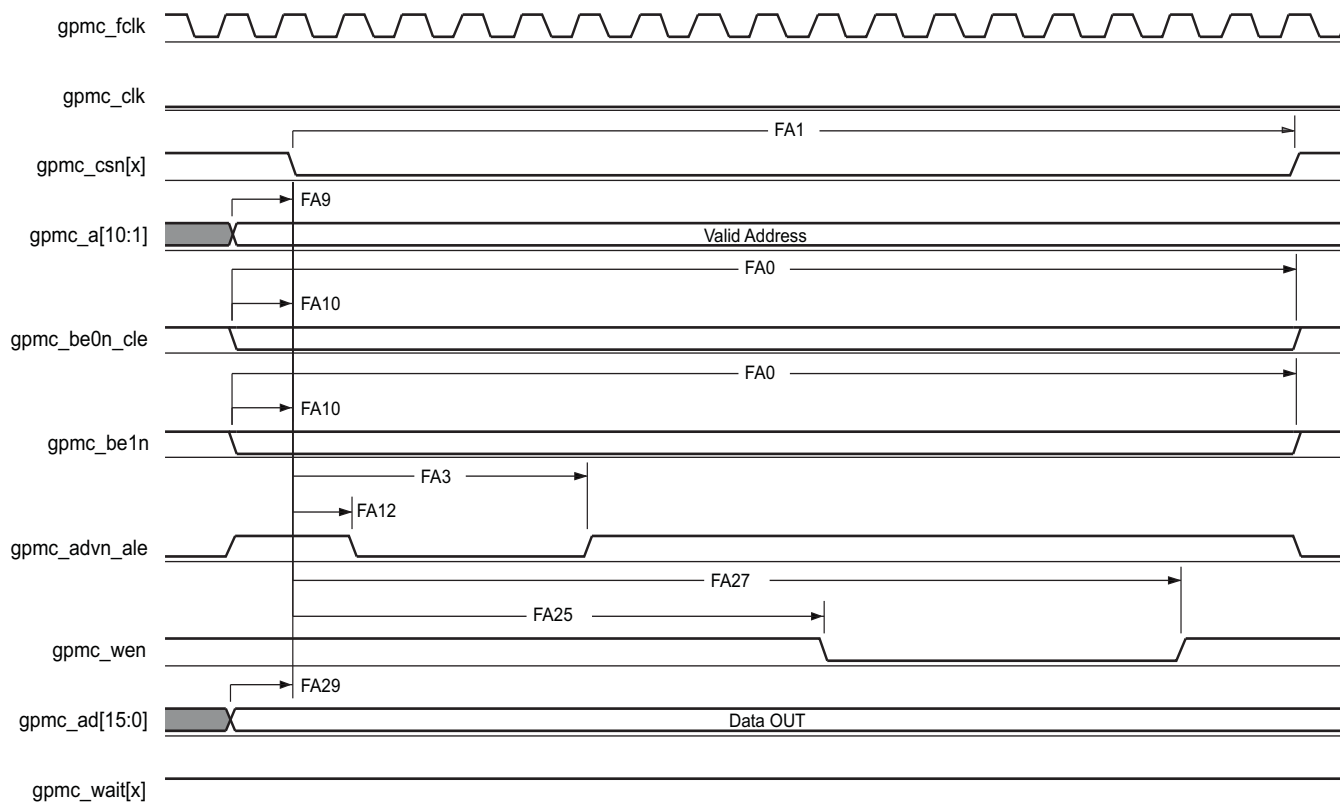 gpmc_fclk
gpmc_clk
FA1
gpmc_csn[x]
FA9
gpmc_a[10:1]
Valid Address
FA0
FA10
gpmc_be0n_cle
FA0
FA10
gpmc_be1n
FA3
FA12
gpmc_advn_ale
FA27
FA25
gpmc_wen
FA29
gpmc_ad[15:0]
Data OUT
gpmc_wait[x]